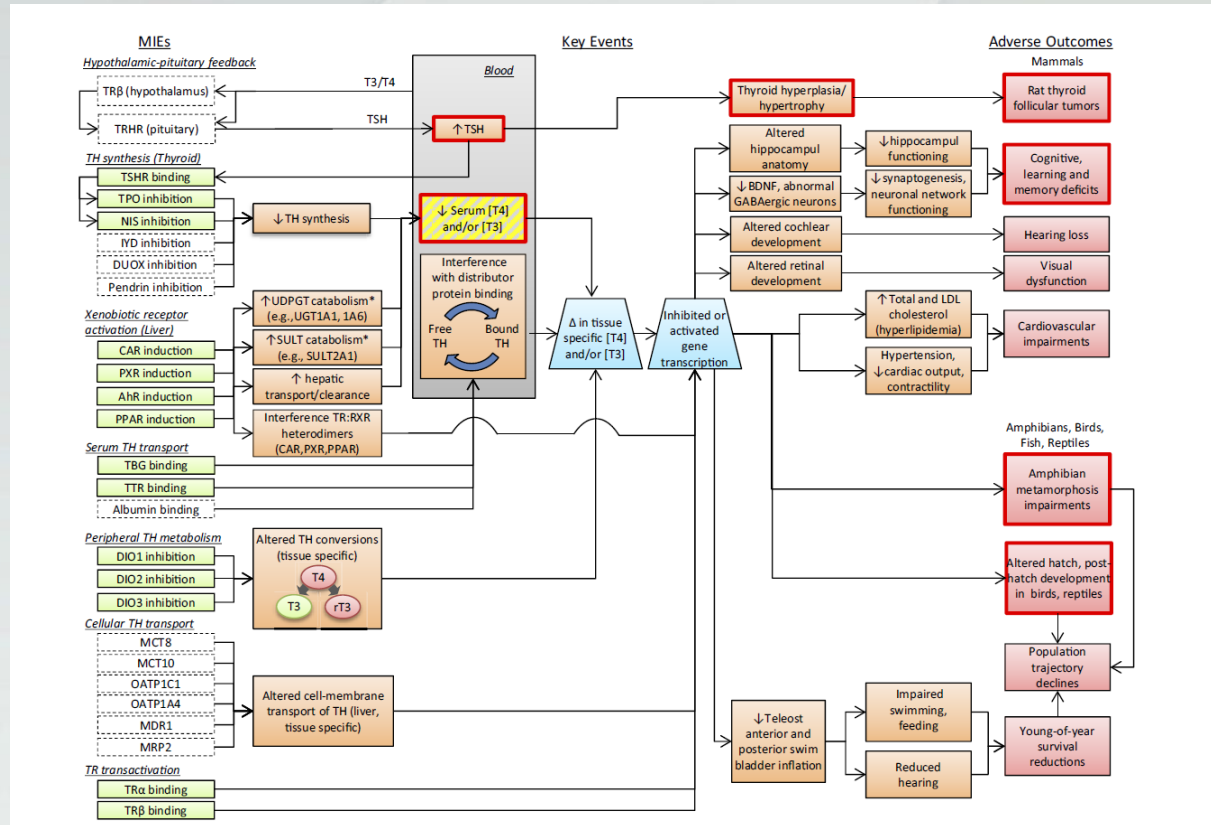 MIEs
Key Events
Adverse Outcomes
Hypothalamic-pituitary feedback
TRβ (hypothalamus)
TRHR (pituitary)
T3/T4
TSH
Blood
↑ TSH
TH synthesis (Thyroid)
TSHR binding
TPO inhibition
NIS inhibition
IYD inhibition
DUOX inhibition
Pendrin inhibition
↓ TH synthesis
↓ Serum [T4]
and/or [T3]
Interference
with distributor
protein binding
Free
TH
Bound
TH
Xenobiotic receptor
activation (Liver)
CAR induction
PXR induction
AhR induction
PPAR induction
↑UDPGT catabolism*
(e.g.,UGT1A1, 1A6)
↑SULT catabolism*
(e.g., SULT2A1)
↑ hepatic
transport/clearance
Interference TR:RXR
heterodimers
(CAR,PXR,PPAR)
Serum TH transport
TBG binding
TTR binding
Albumin binding
Peripheral TH metabolism
DIO1 inhibition
DIO2 inhibition
DIO3 inhibition
Altered TH conversions
(tissue specific)
T4
T3
rT3
Cellular TH transport
MCT8
MCT10
OATP1C1
OATP1A4
MDR1
MRP2
Altered cell-membrane
transport of TH (liver,
tissue specific)
TR transactivation
TRα binding
TRβ binding
Δ in tissue
specific [T4]
and/or [T3]
Inhibited or
activated
gene
transcription
Thyroid hyperplasia/
hypertrophy
Altered
hippocampul
anatomy
↓hippocampul
functioning
↓BDNF, abnormal
GABAergic neurons
↓synaptogenesis,
neuronal network
functioning
Altered cochlear
development
Altered retinal
development
↑ Total and LDL
cholesterol
(hyperlipidemia)
Hypertension,
↓cardiac output,
contractility
↓Teleost
anterior and
posterior swim
bladder inflation
Impaired
swimming,
feeding
Reduced
hearing
Mammals
Rat thyroid
follicular tumors
Cognitive,
learning and
memory deficits
Hearing loss
Visual
dysfunction
Cardiovascular
impairments
Amphibians, Birds,
Fish, Reptiles
Amphibian
metamorphosis
impairments
Altered hatch, post-
hatch development
in birds, reptiles
Population
trajectory
declines
Young-of-year
survival
reductions